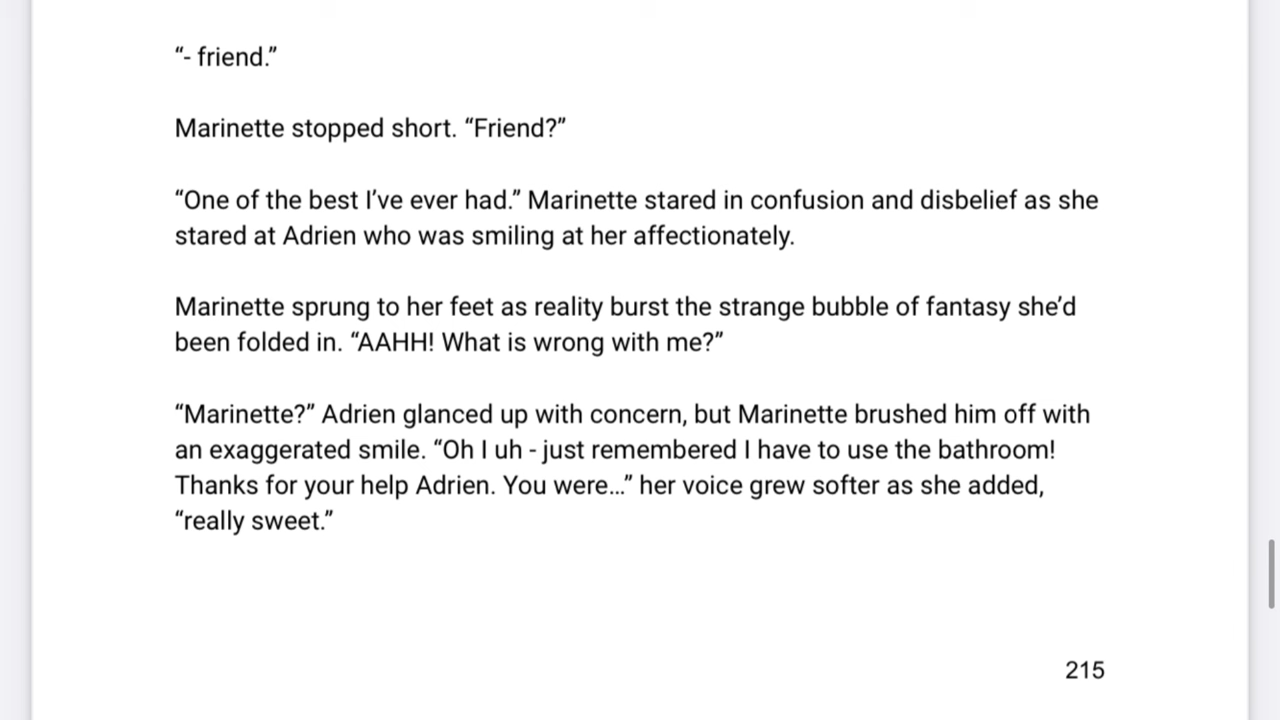 “- friend.”
Marinette stopped short. “Friend?”
“One of the best I’ve ever had.” Marinette stared in confusion and disbelief as she
stared at Adrien who was smiling at her affectionately.
Marinette sprung to her feet as reality burst the strange bubble of fantasy she’d
been folded in. “AAHH! What is wrong with me?”
“Marinette?” Adrien glanced up with concern, but Marinette brushed him off with
an exaggerated smile. “Oh I uh - just remembered I have to use the bathroom!
Thanks for your help Adrien. You were…” her voice grew softer as she added,
“really sweet.”
215